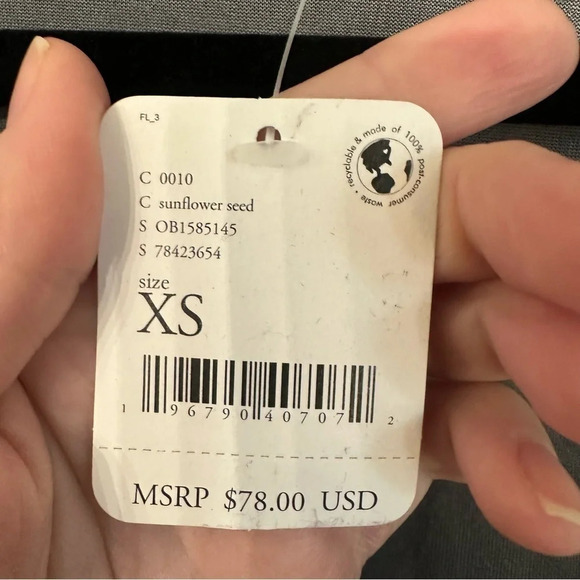 FL_3
recyclable & made of 100% post-consumer waste •
C 0010
C sunflower seed
S OB1585145
S 78423654
size
XS
1 96790 40707 2
MSRP $78.00 USD